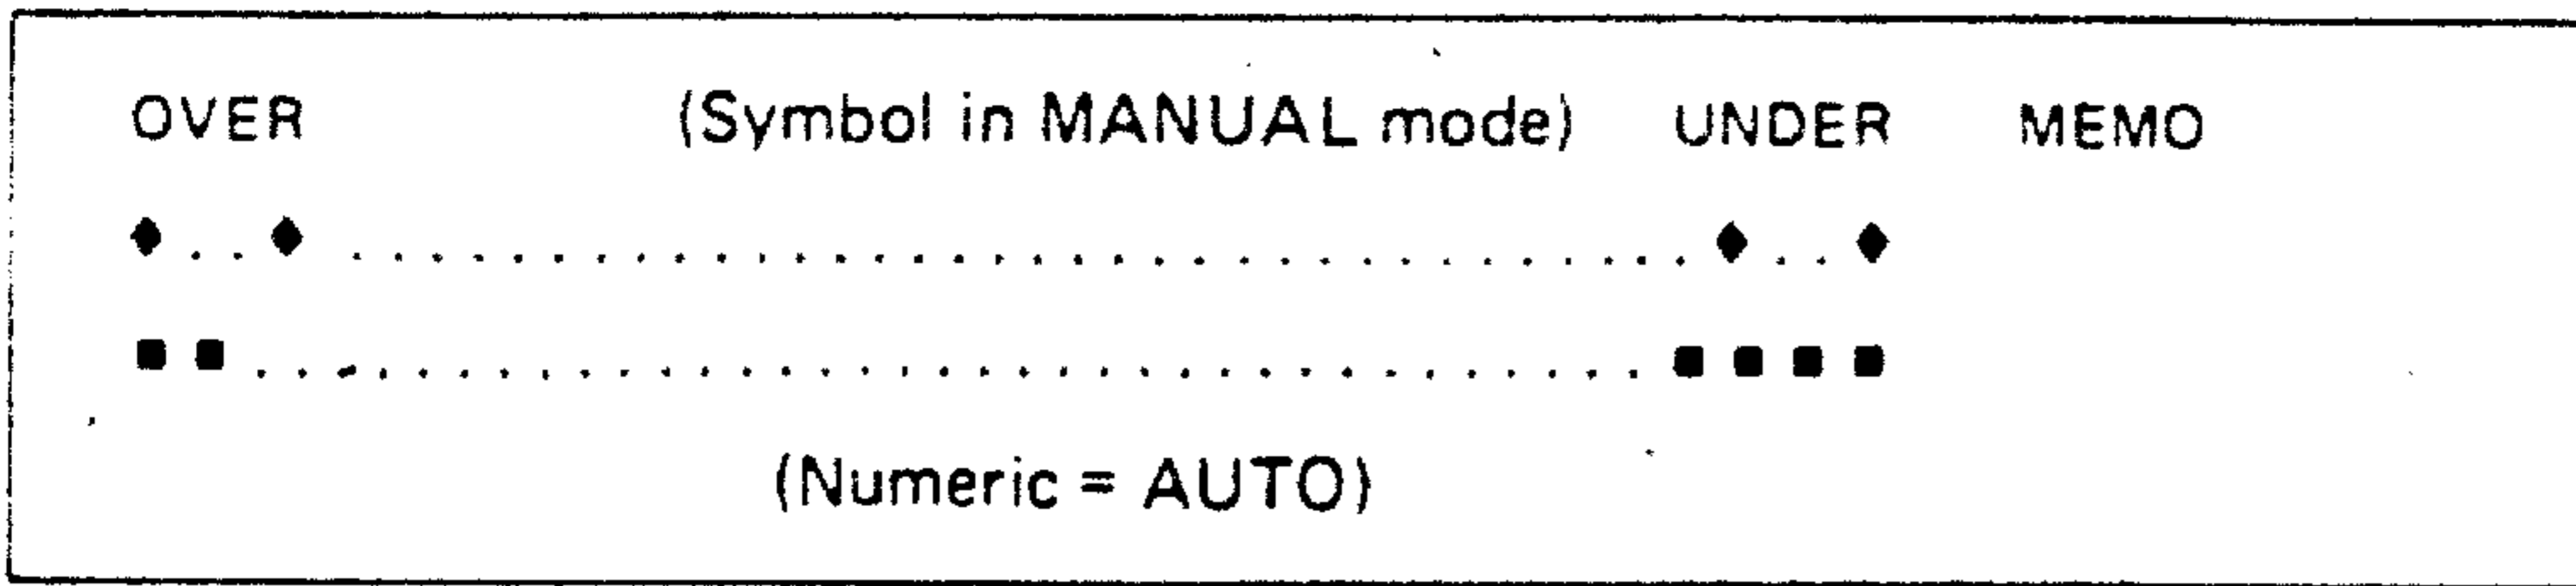 OVER (Symbol in MANUAL mode) UNDER MEMO
♦..♦..................................♦..♦
■■...................................■■■■
(Numeric = AUTO)